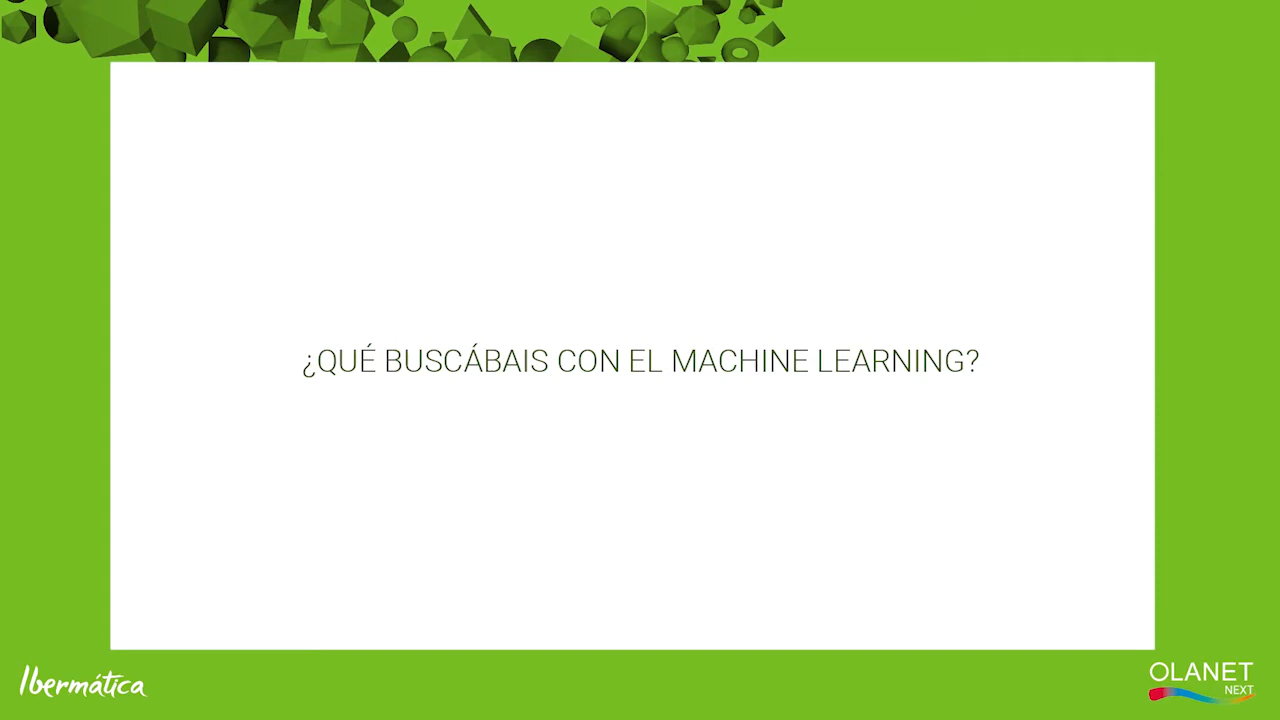 ¿QUÉ BUSCÁBAIS CON EL MACHINE LEARNING?
Ibermática
OLANET
NEXT